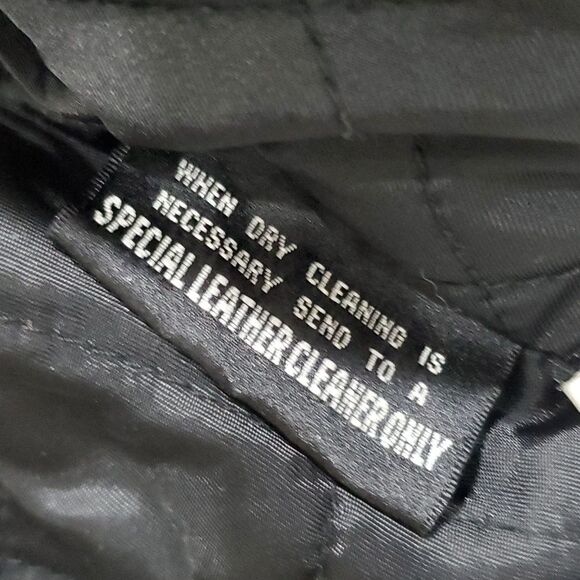 WHEN DRY CLEANING IS
NECESSARY SEND TO A
SPECIAL LEATHER CLEANER ONLY